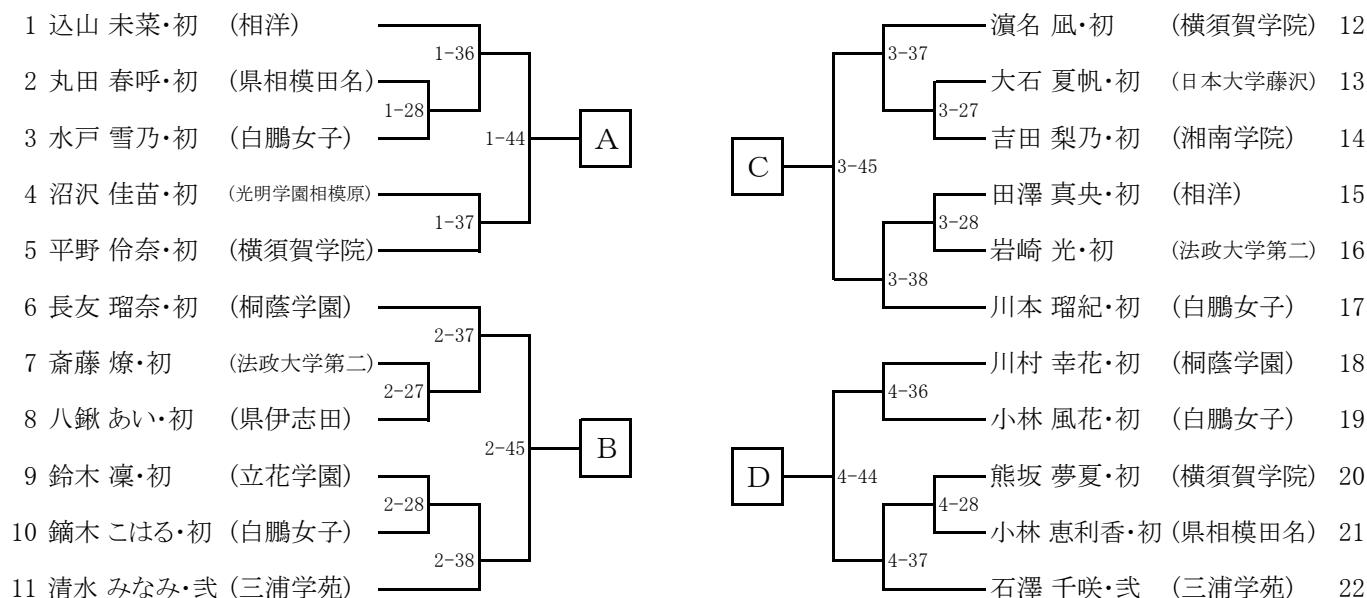 1 込山 未菜・初 (相洋)
1-36
2 丸田 春呼・初 (県相模田名)
1-28
3 水戸 雪乃・初 (白鵬女子)
1-44
A
4 沼沢 佳苗・初 (光明学園相模原)
1-37
5 平野 伶奈・初 (横須賀学院)
6 長友 瑠奈・初 (桐蔭学園)
2-37
7 斎藤 燎・初 (法政大学第二)
2-27
8 八鍬 あい・初 (県伊志田)
2-45
B
9 鈴木 凜・初 (立花学園)
2-28
10 鏑木 こはる・初 (白鵬女子)
2-38
11 清水 みなみ・弐 (三浦学苑)
濵名 凪・初 (横須賀学院) 12
3-37
大石 夏帆・初 (日本大学藤沢) 13
3-27
吉田 梨乃・初 (湘南学院) 14
C
3-45
田澤 真央・初 (相洋) 15
3-28
岩崎 光・初 (法政大学第二) 16
3-38
川本 瑠紀・初 (白鵬女子) 17
川村 幸花・初 (桐蔭学園) 18
4-36
小林 風花・初 (白鵬女子) 19
D
4-44
熊坂 夢夏・初 (横須賀学院) 20
4-28
小林 恵利香・初 (県相模田名) 21
4-37
石澤 千咲・弐 (三浦学苑) 22